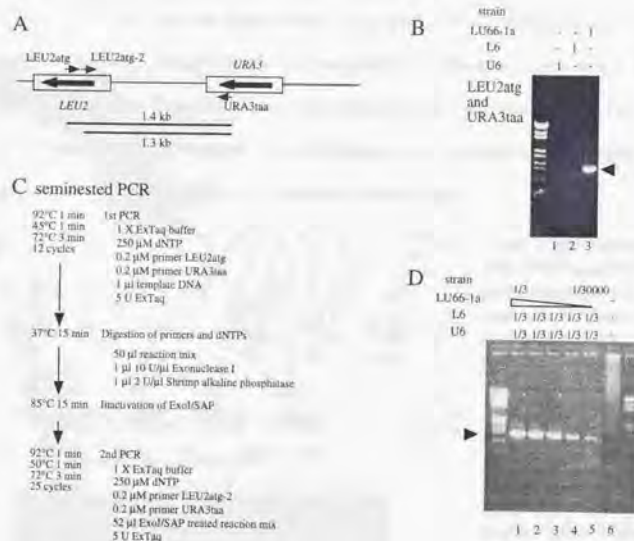 A
LEU2atg LEU2atg-2
URA3
LEU2
URA3taa
1.4 kb
1.3 kb
B
strain
LU66-1a - - 1
L6 - 1 -
U6 1 - -
LEU2atg
and
URA3taa
1 2 3
C seminested PCR
92°C 1 min 1st PCR
45°C 1 min 1 X ExTaq buffer
72°C 3 min 250 µM dNTP
12 cycles 0.2 µM primer LEU2atg
0.2 µM primer URA3taa
1 µl template DNA
5 U ExTaq
37°C 15 min Digestion of primers and dNTPs
50 µl reaction mix
1 µl 10 U/µl Exonuclease I
1 µl 2 U/µl Shrimp alkaline phosphatase
85°C 15 min Inactivation of ExoI/SAP
92°C 1 min 2nd PCR
50°C 1 min 1 X ExTaq buffer
72°C 3 min 250 µM dNTP
25 cycles 0.2 µM primer LEU2atg-2
0.2 µM primer URA3taa
52 µl ExoI/SAP treated reaction mix
5 U ExTaq
D
strain
1/3 1/30000
LU66-1a -
L6 1/3 1/3 1/3 1/3 1/3 -
U6 1/3 1/3 1/3 1/3 1/3 -
1 2 3 4 5 6